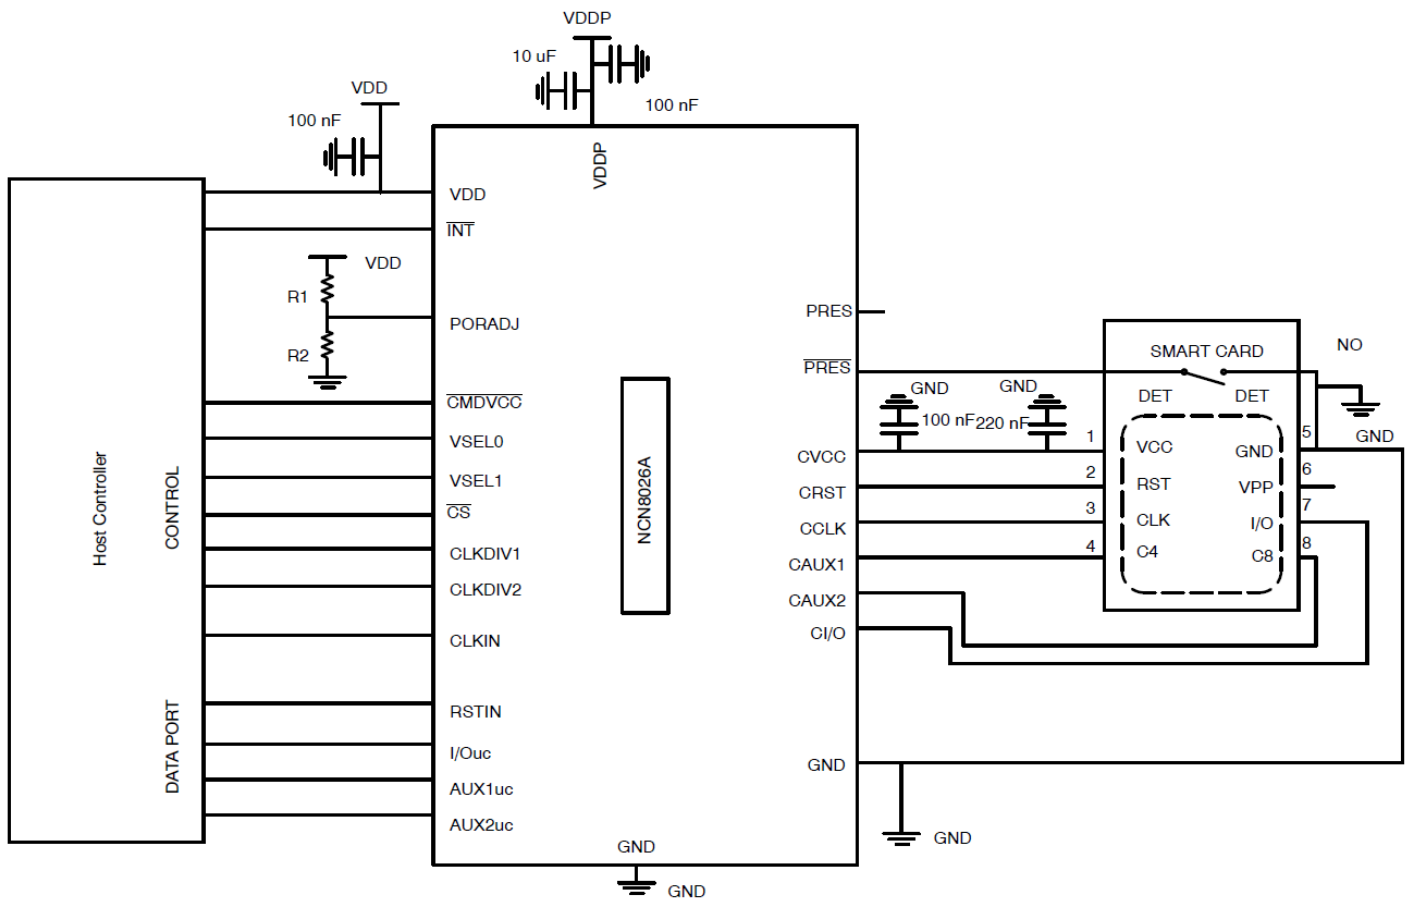 VDDP
10 uF
100 nF
VDD
100 nF
VDDP
VDD
INT
VDD
R1
PORADJ
R2
CMDVCC
VSEL0
VSEL1
CS
CLKDIV1
CLKDIV2
CLKIN
RSTIN
I/Ouc
AUX1uc
AUX2uc
Host Controller
CONTROL
DATA PORT
NCN8026A
PRES
PRES
CVCC
CRST
CCLK
CAUX1
CAUX2
CI/O
GND
GND
GND
GND
GND
100 nF
GND
220 nF
SMART CARD
NO
DET
DET
1
VCC
GND
5
GND
2
RST
VPP
6
3
CLK
I/O
7
4
C4
C8
8